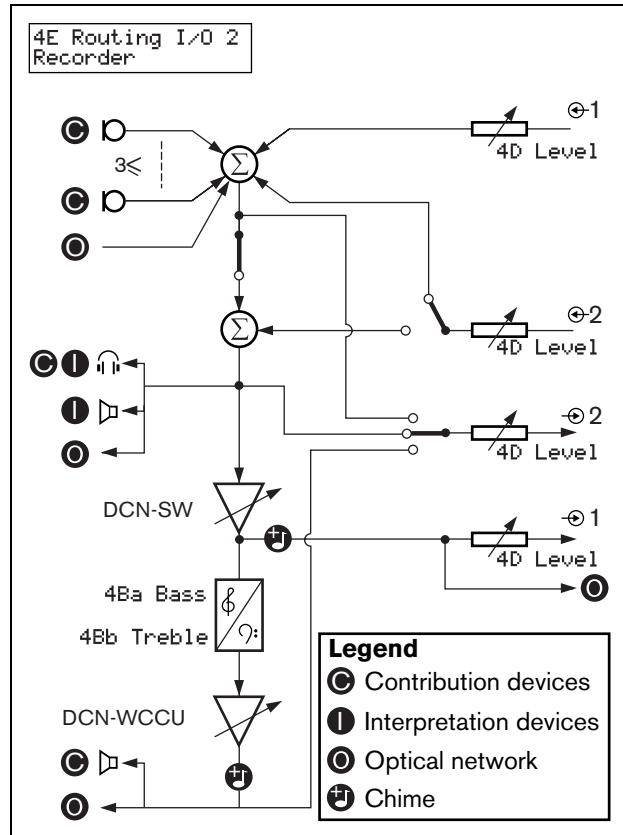 4E Routing I/O 2
Recorder
C
1
3⩽
Σ
4D Level
C
O
2
Σ
4D Level
C I
I
2
O
4D Level
DCN-SW
1
4D Level
4Ba Bass
O
4Bb Treble
Legend
C Contribution devices
DCN-WCCU
I Interpretation devices
C
O Optical network
O
Chime